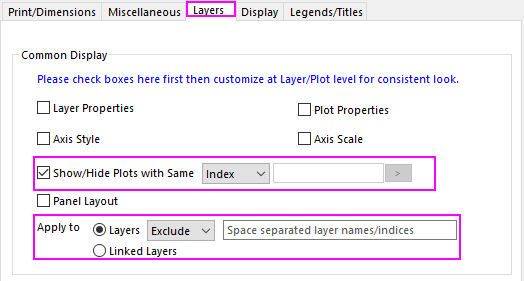 Print/Dimensions Miscellaneous Layers Display Legends/Titles
Common Display
Please check boxes here first then customize at Layer/Plot level for consistent look.
Layer Properties Plot Properties
Axis Style Axis Scale
Show/Hide Plots with Same Index >
Panel Layout
Apply to Layers Exclude Space separated layer names/indices
Linked Layers